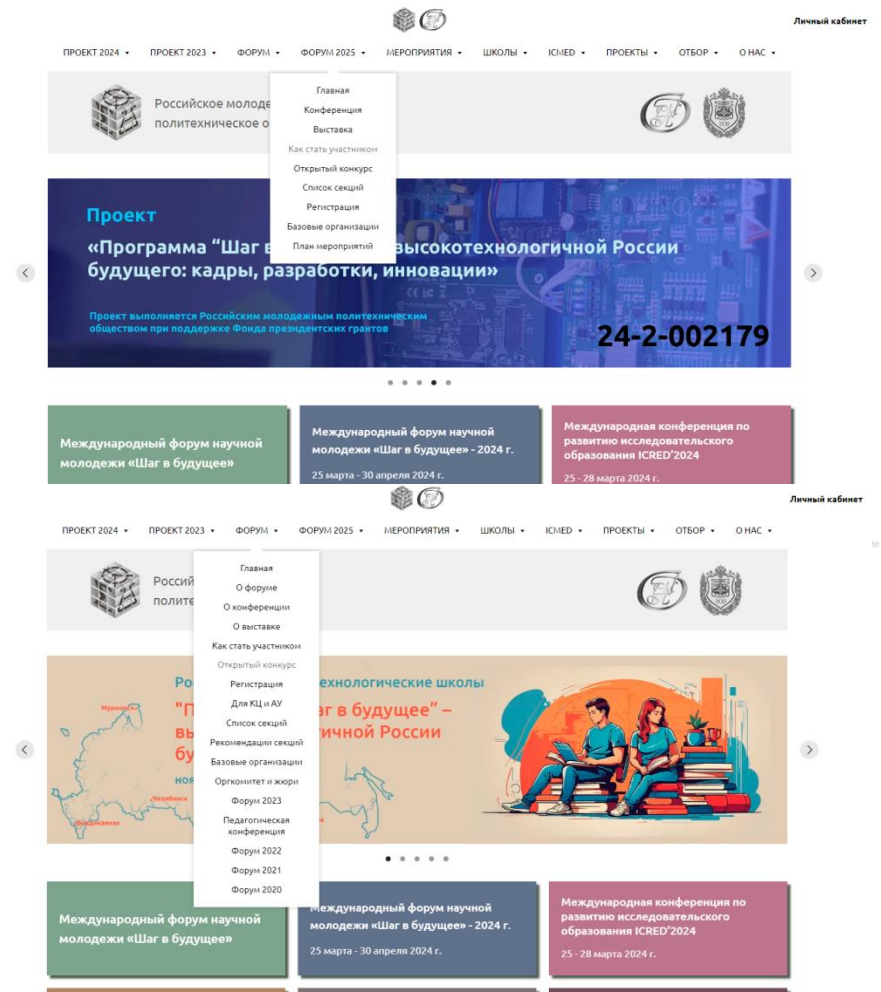 Личный кабинет
ПРОЕКТ 2024 ПРОЕКТ 2023 ФОРУМ ФОРУМ 2025 МЕРОПРИЯТИЯ ШКОЛЫ ICMED ПРОЕКТЫ ОТБОР О НАС
Главная
Конференция
Выставка
Как стать участником
Открытый конкурс
Список секций
Регистрация
Базовые организации
План мероприятий
Российское молоде
политехническое о
Проект
«Программа “Шаг в высокотехнологичной России
будущего: кадры, разработки, инновации»
Проект выполняется Российским молодежным политехническим
обществом при поддержке Фонда президентских грантов
24-2-002179
Международный форум научной
молодежи «Шаг в будущее»
Международный форум научной
молодежи «Шаг в будущее» - 2024 г.
25 марта - 30 апреля 2024 г.
Международная конференция по
развитию исследовательского
образования ICRED'2024
25 - 28 марта 2024 г.
Личный кабинет
ПРОЕКТ 2024 ПРОЕКТ 2023 ФОРУМ ФОРУМ 2025 МЕРОПРИЯТИЯ ШКОЛЫ ICMED ПРОЕКТЫ ОТБОР О НАС
Главная
О форуме
О конференции
О выставке
Как стать участником
Открытый конкурс
Регистрация
Для КЦ и АУ
Список секций
Рекомендации секций
Базовые организации
Оргкомитет и жюри
Форум 2023
Педагогическая
конференция
Форум 2022
Форум 2021
Форум 2020
Россий
полите
Ро ехнологические школы
"П аг в будущее” –
вы гичной России
бу
ноя
Мурманск
Челябинск
Международный форум научной
молодежи «Шаг в будущее»
Международный форум научной
молодежи «Шаг в будущее» - 2024 г.
25 марта - 30 апреля 2024 г.
Международная конференция по
развитию исследовательского
образования ICRED'2024
25 - 28 марта 2024 г.